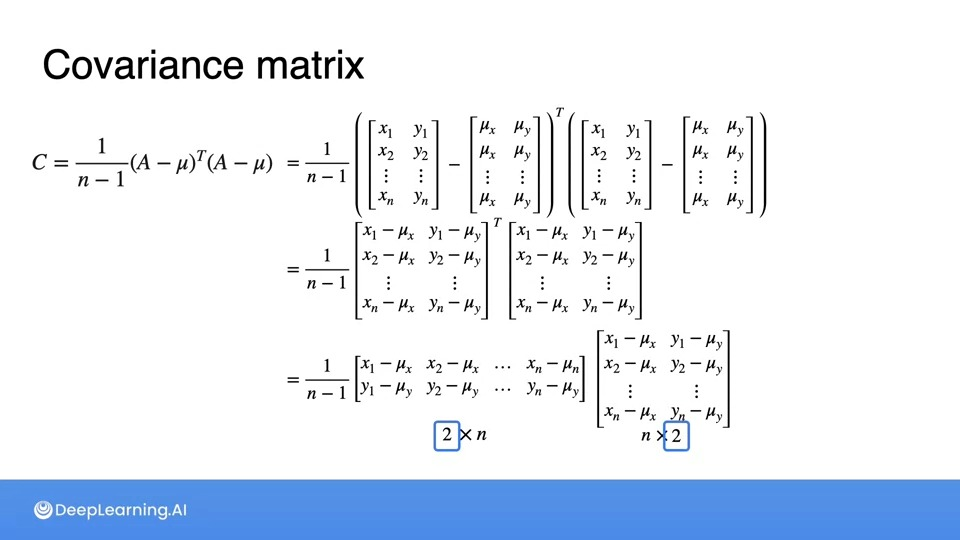 Covariance matrix
C = \frac{1}{n-1}(A - \mu)^T(A - \mu) = \frac{1}{n-1} \left( \begin{bmatrix} x_1 & y_1 \\ x_2 & y_2 \\ \vdots & \vdots \\ x_n & y_n \end{bmatrix} - \begin{bmatrix} \mu_x & \mu_y \\ \mu_x & \mu_y \\ \vdots & \vdots \\ \mu_x & \mu_y \end{bmatrix} \right)^T \left( \begin{bmatrix} x_1 & y_1 \\ x_2 & y_2 \\ \vdots & \vdots \\ x_n & y_n \end{bmatrix} - \begin{bmatrix} \mu_x & \mu_y \\ \mu_x & \mu_y \\ \vdots & \vdots \\ \mu_x & \mu_y \end{bmatrix} \right)
= \frac{1}{n-1} \begin{bmatrix} x_1 - \mu_x & y_1 - \mu_y \\ x_2 - \mu_x & y_2 - \mu_y \\ \vdots & \vdots \\ x_n - \mu_x & y_n - \mu_y \end{bmatrix}^T \begin{bmatrix} x_1 - \mu_x & y_1 - \mu_y \\ x_2 - \mu_x & y_2 - \mu_y \\ \vdots & \vdots \\ x_n - \mu_x & y_n - \mu_y \end{bmatrix}
= \frac{1}{n-1} \begin{bmatrix} x_1 - \mu_x & x_2 - \mu_x & \dots & x_n - \mu_n \\ y_1 - \mu_y & y_2 - \mu_y & \dots & y_n - \mu_y \end{bmatrix} \begin{bmatrix} x_1 - \mu_x & y_1 - \mu_y \\ x_2 - \mu_x & y_2 - \mu_y \\ \vdots & \vdots \\ x_n - \mu_x & y_n - \mu_y \end{bmatrix}
2 × n n × 2
DeepLearning.AI